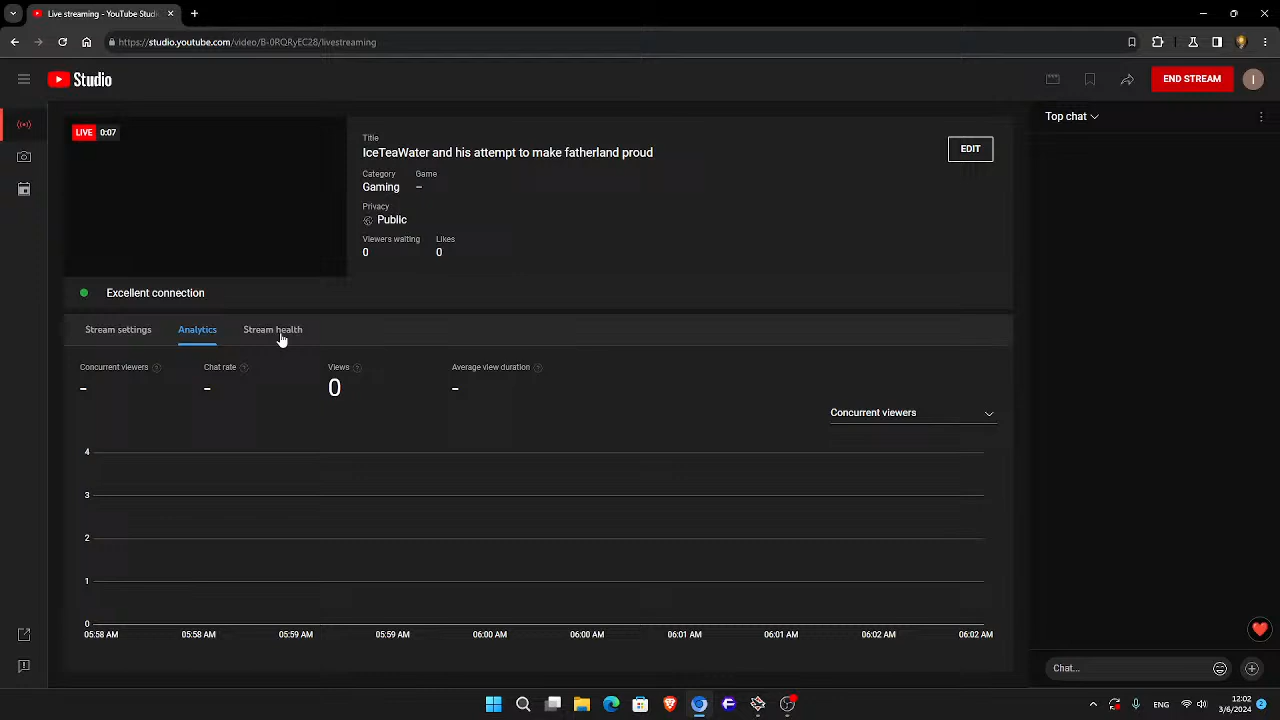 Live streaming - YouTube Studi
https://studio.youtube.com/video/B-0RQRyEC28/livestreaming
Studio
END STREAM
I
LIVE 0:07
Title
IceTeaWater and his attempt to make fatherland proud
EDIT
Category Game
Gaming –
Privacy
Public
Viewers waiting Likes
0 0
Excellent connection
Top chat
Stream settings Analytics Stream health
Concurrent viewers Chat rate Views Average view duration
- - 0 -
Concurrent viewers
4
3
2
1
0
05:58 AM 05:58 AM 05:59 AM 05:59 AM 06:00 AM 06:00 AM 06:01 AM 06:01 AM 06:02 AM 06:02 AM
Chat...
ENG
12:02
3/6/2024
2